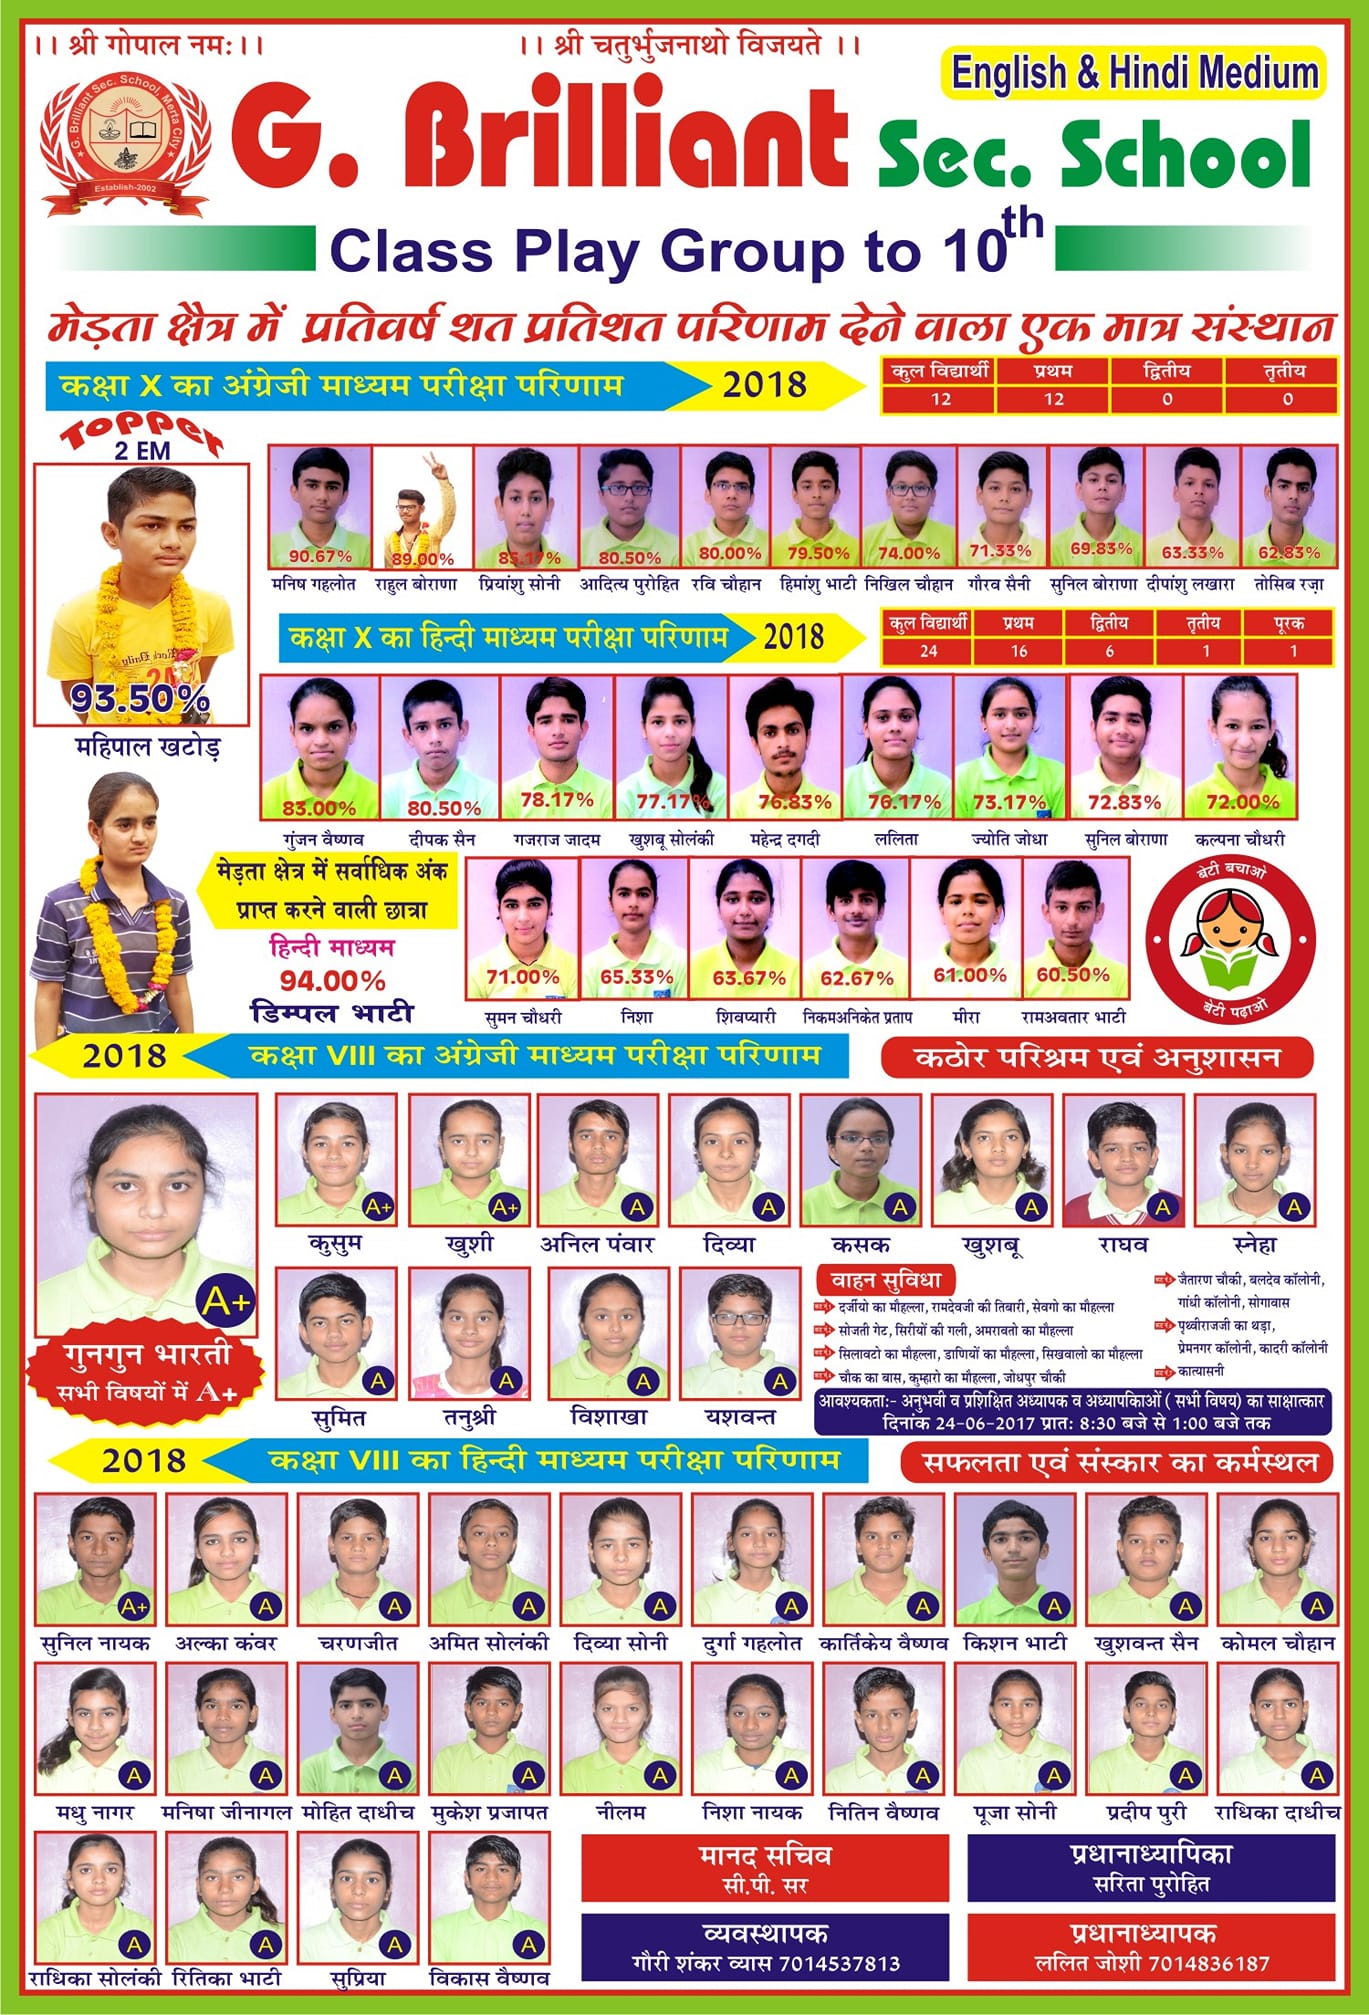 ।। श्री गोपाल नम:।।
।। श्री चतुर्भुजनाथो विजयते ।।
English & Hindi Medium
G. Brilliant Sec. School, Merta City
Establish-2002
G. Brilliant Sec. School
Class Play Group to 10th
मेड़ता क्षैत्र में प्रतिवर्ष शत प्रतिशत परिणाम देने वाला एक मात्र संस्थान
कक्षा X का अंग्रेजी माध्यम परीक्षा परिणाम 2018
कुल विद्यार्थी प्रथम द्वितीय तृतीय
12 12 0 0
Topper
2 EM
93.50%
महिपाल खटोड़
90.67% 89.00% 85.17% 80.50% 80.00% 79.50% 74.00% 71.33% 69.83% 63.33% 62.83%
मनिष गहलोत राहुल बोराणा प्रियांशु सोनी आदित्य पुरोहित रवि चौहान हिमांशु भाटी निखिल चौहान गौरव सैनी सुनिल बोराणा दीपांशु लखारा तोसिब रज़ा
कक्षा X का हिन्दी माध्यम परीक्षा परिणाम 2018
कुल विद्यार्थी प्रथम द्वितीय तृतीय पूरक
24 16 6 1 1
83.00% 80.50% 78.17% 77.17% 76.83% 76.17% 73.17% 72.83% 72.00%
गुंजन वैष्णव दीपक सैन गजराज जादम खुशबू सोलंकी महेन्द्र दगदी ललिता ज्योति जोधा सुनिल बोराणा कल्पना चौधरी
मेड़ता क्षैत्र में सर्वाधिक अंक
प्राप्त करने वाली छात्रा
हिन्दी माध्यम
94.00%
डिम्पल भाटी
71.00% 65.33% 63.67% 62.67% 61.00% 60.50%
सुमन चौधरी निशा शिवप्यारी निकमअनिकेत प्रताप मीरा रामअवतार भाटी
बेटी बचाओ
बेटी पढ़ाओ
2018 कक्षा VIII का अंग्रेजी माध्यम परीक्षा परिणाम
कठोर परिश्रम एवं अनुशासन
A+
गुनगुन भारती
सभी विषयों में A+
A+ A+ A A A A A A
कुसुम खुशी अनिल पंवार दिव्या कसक खुशबू राघव स्नेहा
A A A A
सुमित तनुश्री विशाखा यशवन्त
वाहन सुविधा
दर्जीयो का मौहल्ला, रामदेवजी की तिबारी, सेवगो का मौहल्ला
सोजती गेट, सिरीयों की गली, अमरावतो का मौहल्ला
सिलावटो का मौहल्ला, डाणियों का मौहल्ला, सिखवालो का मौहल्ला
चौक का बास, कुम्हारो का मौहल्ला, जोधपुर चौकी
जैतारण चौकी, बलदेव कॉलोनी,
गांधी कॉलोनी, सोगावास
पृथ्वीराजजी का थड़ा,
प्रेमनगर कॉलोनी, कादरी कॉलोनी
कात्यासनी
आवश्यकता:- अनुभवी व प्रशिक्षित अध्यापक व अध्यापिकाओं ( सभी विषय) का साक्षात्कार
दिनांक 24-06-2017 प्रात: 8:30 बजे से 1:00 बजे तक
2018 कक्षा VIII का हिन्दी माध्यम परीक्षा परिणाम
सफलता एवं संस्कार का कर्मस्थल
A+ A A A A A A A A A
सुनिल नायक अल्का कंवर चरणजीत अमित सोलंकी दिव्या सोनी दुर्गा गहलोत कार्तिकेय वैष्णव किशन भाटी खुशवन्त सैन कोमल चौहान
A A A A A A A A A A
मधु नागर मनिषा जीनागल मोहित दाधीच मुकेश प्रजापत नीलम निशा नायक नितिन वैष्णव पूजा सोनी प्रदीप पुरी राधिका दाधीच
A A A A
राधिका सोलंकी रितिका भाटी सुप्रिया विकास वैष्णव
मानद सचिव
सी.पी. सर
प्रधानाध्यापिका
सरिता पुरोहित
व्यवस्थापक
गौरी शंकर व्यास 7014537813
प्रधानाध्यापक
ललित जोशी 7014836187